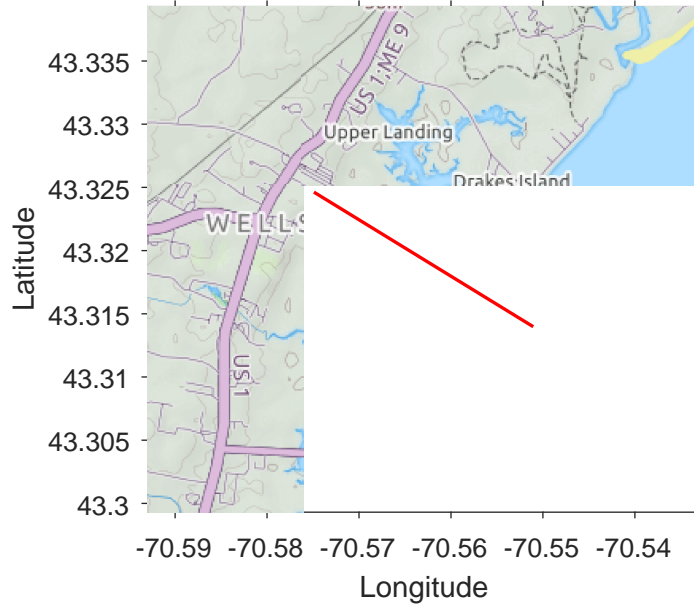 US 1;ME 9
Upper Landing
Drakes Island
WELLS
US 1
43.335
43.33
43.325
43.32
43.315
43.31
43.305
43.3
Latitude
-70.59 -70.58 -70.57 -70.56 -70.55 -70.54
Longitude